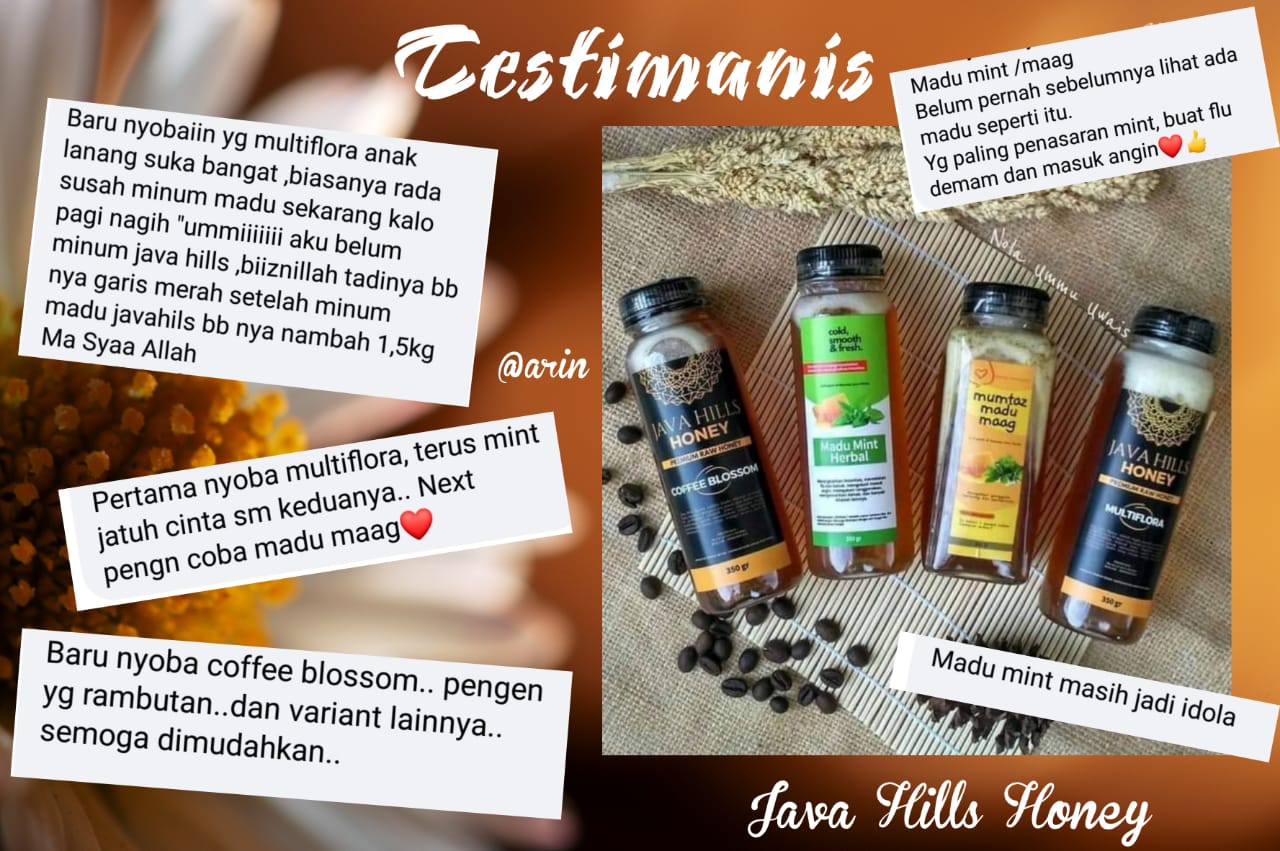 Testimanis
Baru nyobaiin yg multiflora anak
lanang suka bangat ,biasanya rada
susah minum madu sekarang kalo
pagi nagih "ummiiiiiii aku belum
minum java hills ,biiznillah tadinya bb
nya garis merah setelah minum
madu javahils bb nya nambah 1,5kg
Ma Syaa Allah
@arin
Pertama nyoba multiflora, terus mint
jatuh cinta sm keduanya.. Next
pengn coba madu maag❤️
Baru nyoba coffee blossom.. pengen
yg rambutan..dan variant lainnya..
semoga dimudahkan..
Madu mint /maag
Belum pernah sebelumnya lihat ada
madu seperti itu.
Yg paling penasaran mint, buat flu
demam dan masuk angin❤️👍
Nola ummu Uwais
JAVA HILLS
HONEY
PREMIUM RAW HONEY
COFFEE BLOSSOM
350 gr
cold,
smooth
& fresh.
Madu Mint
Herbal
350 gr
mumtaz
madu
maag
JAVA HILLS
HONEY
PREMIUM RAW HONEY
MULTIFLORA
350 gr
Madu mint masih jadi idola
Java Hills Honey